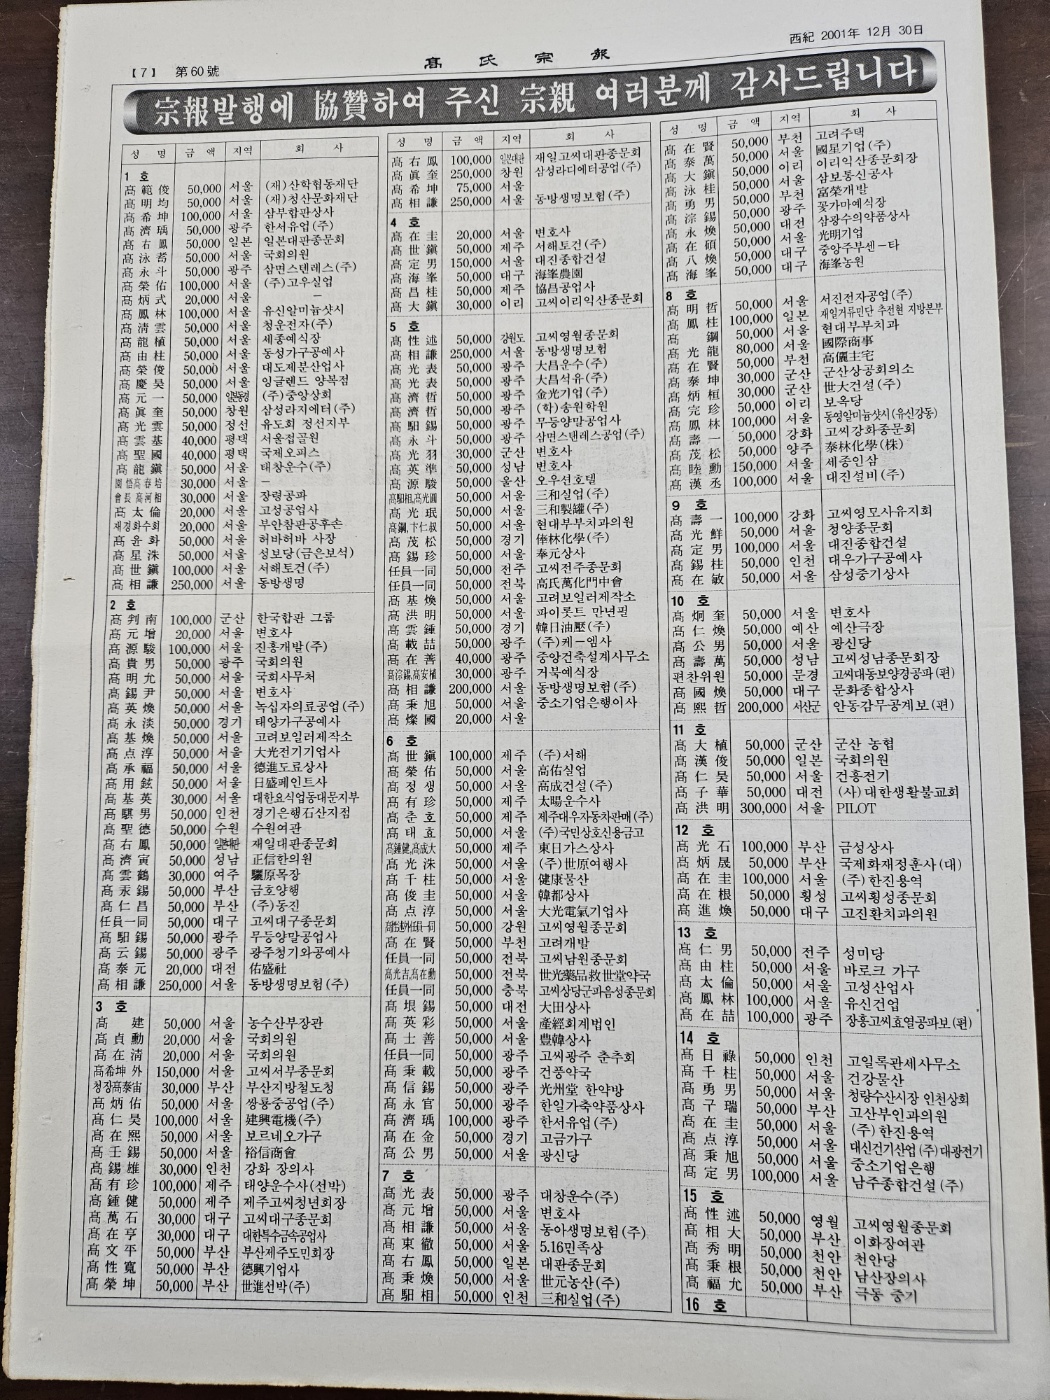 【7】 第60號
高 氏 宗 報
西紀 2001年 12月 30日
宗報발행에 協贊하여 주신 宗親 여러분께 감사드립니다
성 명 금 액 지역 회 사
1 호
高範俊 50,000 서울 (재)산학협동재단
高明均 50,000 서울 (재)청산문화재단
高希坤 100,000 서울 삼부합판상사
高濟瑀 50,000 광주 한서유업(주)
高右鳳 50,000 일본 일본대판종문회
高泳耆 50,000 서울 국회의원
高永斗 50,000 광주 삼면스텐레스(주)
高榮佑 100,000 서울 (주)고우실업
高炳式 20,000 서울 －
高鳳林 100,000 서울 유신알미늄샷시
高清雲 50,000 서울 청운전자(주)
高龍植 50,000 서울 세종예식장
高由柱 50,000 서울 동성가구공예사
高榮俊 50,000 서울 대도제분산업사
高慶昊 50,000 서울 잉글랜드 양복점
高元一 50,000 (주)중앙상회
高眞奎 50,000 창원 삼성라지에터(주)
高光雲 50,000 정선 유도회 정선지부
高雲基 40,000 평택 서울접골원
高聖國 40,000 평택 국제오피스
高龍鎭 50,000 서울 태창운수(주)
30,000 서울 －
會長 高河相 30,000 서울 장령공파
高太倫 20,000 서울 고성공업사
재경화수회 20,000 서울 부안참판공후손
高윤화 50,000 서울 허바허바 사장
高星洙 50,000 서울 성보당(금은보석)
高世鎭 100,000 서울 서해토건(주)
高相謙 250,000 서울 동방생명
2 호
高判南 100,000 군산 한국합판 그룹
高元增 20,000 서울 변호사
高源駿 100,000 서울 진흥개발(주)
高貴男 50,000 광주 국회의원
高明允 50,000 서울 국회사무처
高錫尹 50,000 서울 변호사
高英煥 50,000 서울 녹십자의료공업(주)
高永淡 50,000 경기 태양가구공예사
高基煥 50,000 서울 고려보일러제작소
高点淳 50,000 서울 大光전기기업사
高承福 50,000 서울 德進도료상사
高用鉉 50,000 서울 日盛페인트사
高基英 30,000 서울 대한요식업동대문지부
高騏男 50,000 인천 경기은행석산지점
高聖德 50,000 수원 수원여관
高右鳳 50,000 재일대판종문회
高濟寅 50,000 성남 正信한의원
高雲鶴 30,000 여주 驪原목장
高汞錫 50,000 부산 금호양행
高仁昌 50,000 부산 (주)동진
任員一同 50,000 대구 고씨대구종문회
高馹錫 50,000 광주 무등양말공업사
高云錫 50,000 광주 광주청기와공예사
高泰元 20,000 대전 佑盛社
高相謙 250,000 서울 동방생명보험(주)
3 호
高 建 50,000 서울 농수산부장관
高貞勳 20,000 서울 국회의원
高在淸 20,000 서울 국회의원
高希坤 外 150,000 서울 고씨서부종문회
청장高泰宙 30,000 부산 부산지방철도청
高炳佑 50,000 서울 쌍용중공업(주)
高仁昊 100,000 서울 建興電機(주)
高在熙 50,000 서울 보르네오가구
高王錫 50,000 서울 裕信商會
高錫雄 30,000 인천 강화 장의사
高有珍 100,000 제주 태양운수사(선박)
高鍾健 50,000 제주 제주고씨청년회장
高萬石 30,000 대구 고씨대구종문회
高在亨 30,000 대구 대한특수금속공업사
高文平 50,000 부산 부산제주도민회장
高性寬 50,000 부산 德興기업사
高榮坤 50,000 부산 世進선박(주)
성 명 금 액 지역 회 사
高右鳳 100,000 재일고씨대판종문회
高眞奎 250,000 창원 삼성라디에터공업(주)
高希坤 75,000 서울
高相謙 250,000 서울 동방생명보험(주)
4 호
高在圭 20,000 서울 변호사
高世鎭 50,000 제주 서해토건(주)
高定男 150,000 서울 대진종합건설
高海峯 50,000 대구 海峯農園
高昌柱 50,000 제주 協昌공업사
高大鎭 30,000 이리 고씨이리익산종문회
5 호
高性述 50,000 강원도 고씨영월종문회
高相謙 250,000 서울 동방생명보험
高光表 50,000 광주 大昌운수(주)
高光表 50,000 광주 大昌석유(주)
高濟哲 50,000 광주 金光기업(주)
高濟哲 50,000 광주 (학)송원학원
高馹錫 50,000 광주 무등양말공업사
高永斗 50,000 광주 삼면스텐레스공업(주)
高光羽 30,000 군산 변호사
高英準 50,000 성남 변호사
高源駿 50,000 울산 오우선호텔
高馹相,高光圓 50,000 서울 三和실업(주)
高光珉 50,000 서울 三和製罐(주)
高鋼,卞仁淑 50,000 서울 현대부부치과의원
高茂松 50,000 경기 俸林化學(주)
高錫珍 50,000 서울 奉元상사
任員一同 50,000 전주 고씨전주종문회
任員一同 50,000 전북 高氏萬化門中會
高基煥 50,000 서울 고려보일러제작소
高洪明 50,000 서울 파이롯트 만년필
高雲鍾 50,000 경기 韓日油壓(주)
高載喆 50,000 광주 (주)케－엠사
高在善 40,000 광주 중앙건축설계사무소
高淙錫,高安植 30,000 광주 거북예식장
高相謙 200,000 서울 동방생명보험(주)
高秉旭 50,000 서울 중소기업은행이사
高燦國 20,000 서울
6 호
高世鎭 100,000 제주 (주)서해
高榮佑 50,000 서울 高佑실업
高정생 50,000 서울 高成건설(주)
高有珍 50,000 제주 太陽운수사
高춘호 50,000 제주 제주대우자동차판매(주)
高태효 50,000 서울 (주)국민상호신용금고
高鍾健,高成大 50,000 제주 東日가스상사
高光洙 50,000 서울 (주)世原여행사
高千柱 50,000 서울 健康물산
高俊圭 50,000 서울 韓都상사
高点淳 50,000 서울 大光電氣기업사
50,000 강원 고씨영월종문회
高在賢 50,000 부천 고려개발
任員一同 50,000 전북 고씨남원종문회
高光吉,高在勳 50,000 전북 世光藥品救世堂약국
任員一同 50,000 충북 고씨상당군파음성종문회
高垠錫 50,000 대전 大田상사
高英彩 50,000 서울 產經회계법인
高士善 50,000 서울 豊韓상사
任員一同 50,000 광주 고씨광주 춘추회
高秉載 50,000 광주 건풍약국
高信錫 50,000 광주 光州堂 한약방
高永官 50,000 광주 한일가축약품상사
高濟瑀 100,000 광주 한서유업(주)
高在金 50,000 경기 고금가구
高公男 50,000 서울 광신당
7 호
高光表 50,000 광주 대창운수(주)
高元增 50,000 서울 변호사
高相謙 50,000 서울 동아생명보험(주)
高東徹 50,000 서울 5.16민족상
高右鳳 50,000 일본 대판종문회
高秉煥 50,000 서울 世元농산(주)
高馹相 50,000 인천 三和실업(주)
성 명 금 액 지역 회 사
高在賢 50,000 부천 고려주택
高泰萬 50,000 서울 國星기업(주)
高大鎭 50,000 이리 이리익산종문회장
高泳桂 50,000 서울 삼보통신공사
高勇男 50,000 부천 富榮개발
高淙錫 50,000 광주 꽃가마예식장
高永煥 50,000 대전 삼광수의약품상사
高在碩 50,000 서울 光明기업
高八煥 50,000 대구 중앙주부센－타
高海峯 50,000 대구 海峯농원
8 호
高明哲 50,000 서울 서진전자공업(주)
高鳳柱 100,000 일본 재일거류민단 추천현 지방본부
高 鋼 50,000 서울 현대부부치과
高光龍 80,000 서울 國際商事
高在賢 50,000 부천 高儷主宅
高泰坤 30,000 군산 군산상공회의소
高炳桓 30,000 군산 世大건설(주)
高完珍 50,000 이리 보옥당
高鳳林 100,000 서울 동영알미늄샷시(유신강동)
高壽一 50,000 강화 고씨강화종문회
高茂松 50,000 양주 泰林化學(株)
高睦勳 150,000 서울 세종인삼
高漢丞 100,000 서울 대진설비(주)
9 호
高壽一 100,000 강화 고씨영모사유지회
高光鮮 50,000 서울 청양종문회
高定男 100,000 서울 대진종합건설
高錫柱 50,000 인천 대우가구공예사
高在敏 50,000 서울 삼성중기상사
10 호
高炯奎 50,000 서울 변호사
高仁煥 50,000 예산 예산극장
高公男 50,000 서울 광신당
高壽萬 50,000 성남 고씨성남종문회장
편찬위원 50,000 문경 고씨대동보양경공파(편)
高國煥 50,000 대구 문화종합상사
高熙哲 200,000 서산군 안동감무공계보(편)
11 호
高大植 50,000 군산 군산 농협
高漢俊 50,000 일본 국회의원
高仁昊 50,000 서울 건흥전기
高子華 50,000 대전 (사)대한생활불교회
高洪明 300,000 서울 PILOT
12 호
高光石 100,000 부산 금성상사
高炳晟 50,000 부산 국제화재정훈사(대)
高在圭 100,000 서울 (주)한진용역
高在根 50,000 횡성 고씨횡성종문회
高進煥 50,000 대구 고진환치과의원
13 호
高仁男 50,000 전주 성미당
高由柱 50,000 서울 바로크 가구
高太倫 50,000 서울 고성산업사
高鳳林 100,000 서울 유신건업
高在喆 100,000 광주 장흥고씨효열공파보(편)
14 호
高日祿 50,000 인천 고일록관세사무소
高千柱 50,000 서울 건강물산
高勇男 50,000 서울 청량수산시장 인천상회
高子瑞 50,000 부산 고산부인과의원
高在圭 50,000 서울 (주)한진용역
高点淳 50,000 서울 대신건기산업(주)대광전기
高秉旭 50,000 서울 중소기업은행
高定男 100,000 서울 남주종합건설(주)
15 호
高性述 50,000 영월 고씨영월종문회
高相大 50,000 부산 이화장여관
高秀明 50,000 천안 천안당
高秉根 50,000 천안 남산장의사
高福允 50,000 부산 극동 중기
16 호